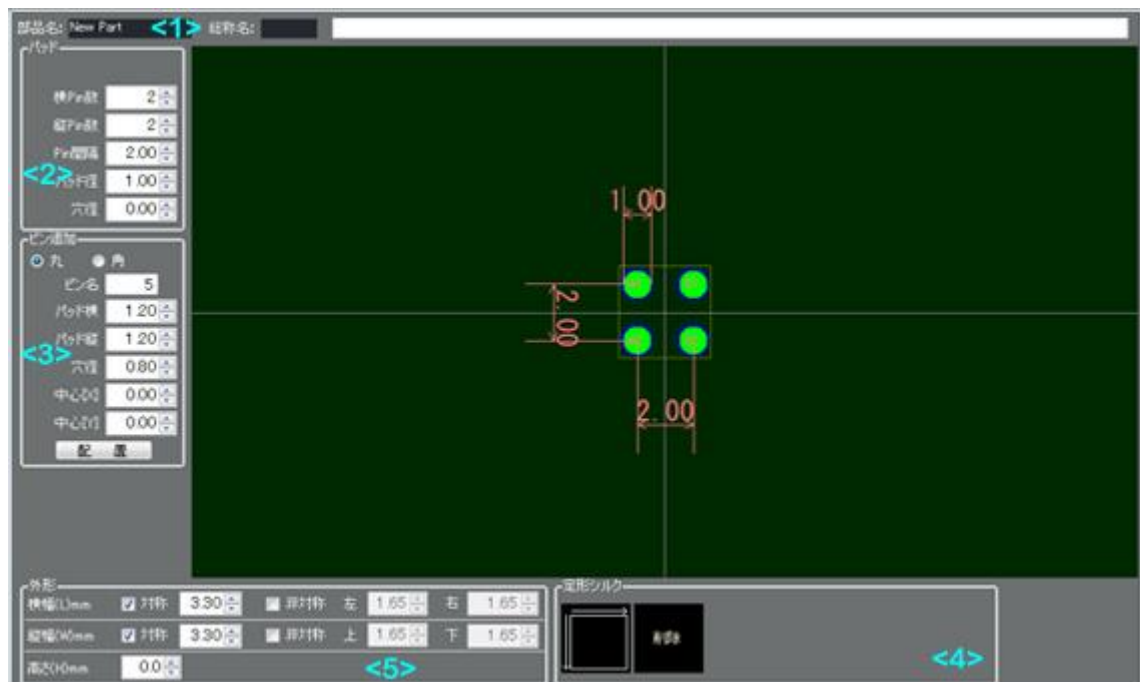 部品名: New Part <1> 総称名:
パッド
横Pin数 2
縦Pin数 2
Pin間隔 2.00
<2>
パッド径 1.00
穴径 0.00
ピン追加
丸 角
ピン名 5
パッド横 1.20
パッド縦 1.20
<3>
穴径 0.80
中心[X] 0.00
中心[Y] 0.00
配 置
1.00
2.00
2.00
外形
横幅(L)mm 対称 3.30 非対称 左 1.65 右 1.65
縦幅(W)mm 対称 3.30 非対称 上 1.65 下 1.65
高さ(H)mm 0.0 <5>
定形シルク
削除
<4>